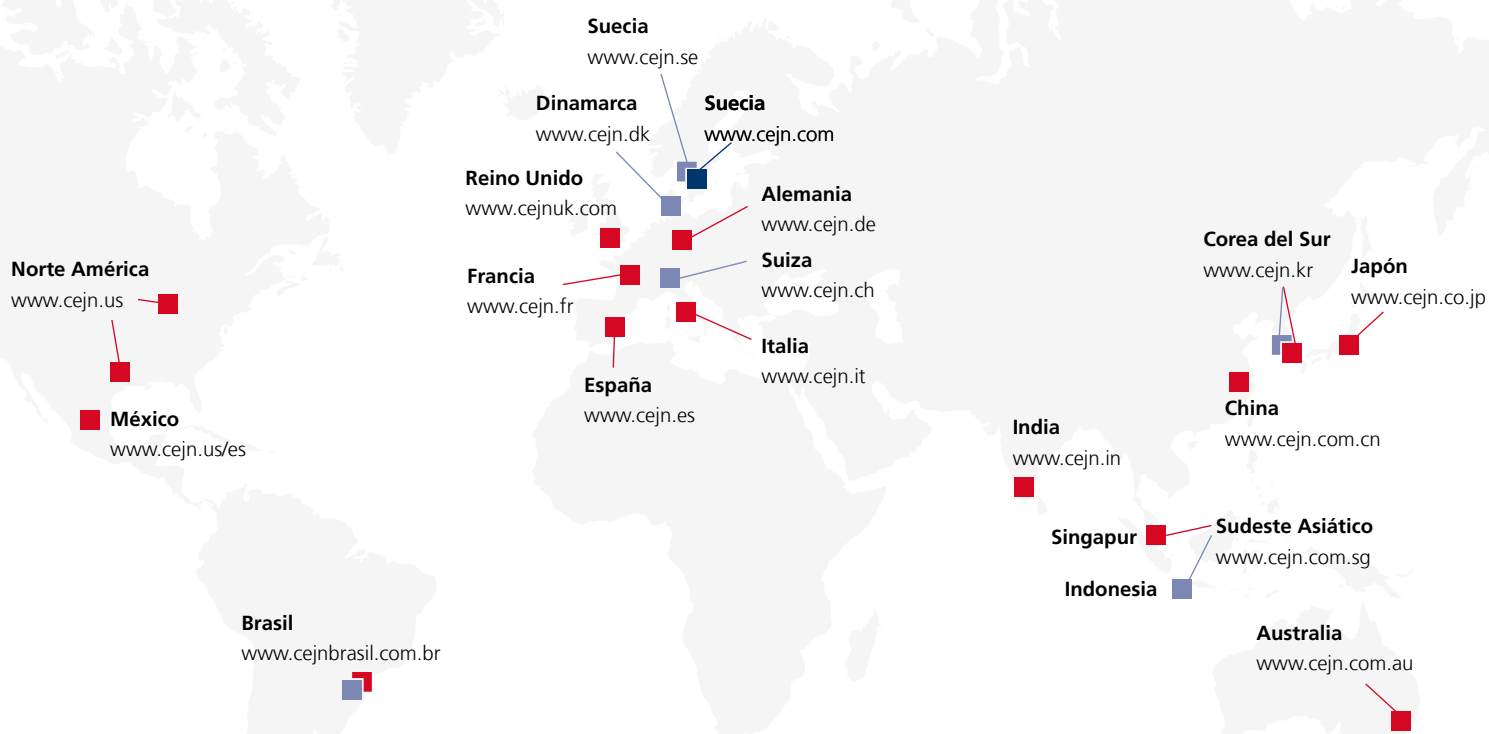 Suecia
www.cejn.se
Dinamarca
www.cejn.dk
Suecia
www.cejn.com
Reino Unido
www.cejnuk.com
Alemania
www.cejn.de
Norte América
www.cejn.us
Francia
www.cejn.fr
Suiza
www.cejn.ch
Corea del Sur
www.cejn.kr
Japón
www.cejn.co.jp
Italia
www.cejn.it
España
www.cejn.es
México
www.cejn.us/es
China
www.cejn.com.cn
India
www.cejn.in
Singapur
Sudeste Asiático
www.cejn.com.sg
Indonesia
Brasil
www.cejnbrasil.com.br
Australia
www.cejn.com.au